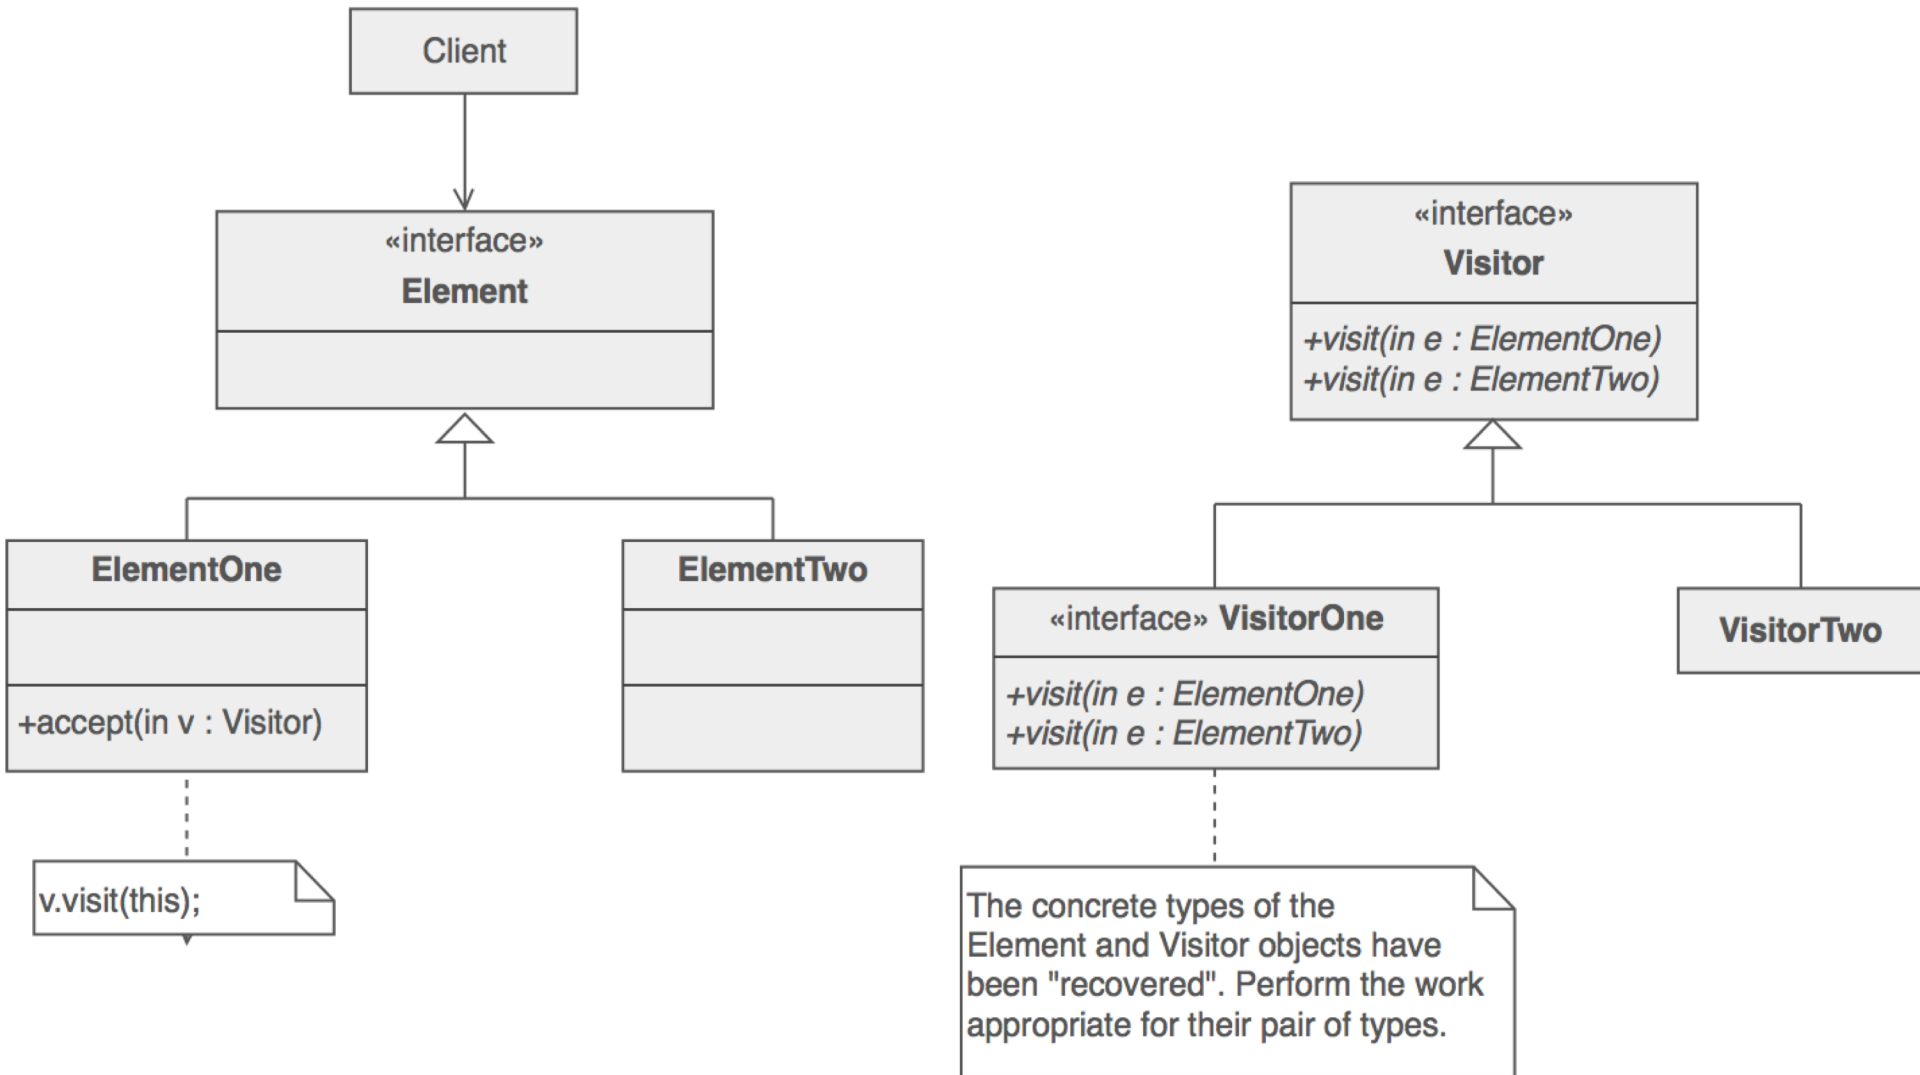 Client
«interface»
Element
ElementOne
+accept(in v : Visitor)
v.visit(this);
ElementTwo
«interface»
Visitor
+visit(in e : ElementOne)
+visit(in e : ElementTwo)
«interface» VisitorOne
+visit(in e : ElementOne)
+visit(in e : ElementTwo)
The concrete types of the
Element and Visitor objects have
been "recovered". Perform the work
appropriate for their pair of types.
VisitorTwo